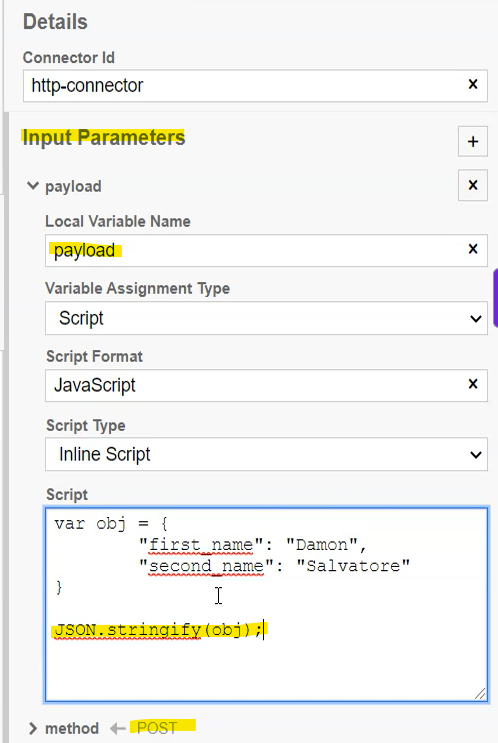 Details
Connector Id
http-connector
Input Parameters
payload
Local Variable Name
payload
Variable Assignment Type
Script
Script Format
JavaScript
Script Type
Inline Script
Script
var obj = {
"first_name": "Damon",
"second_name": "Salvatore"
}
JSON.stringify(obj);
method ← POST